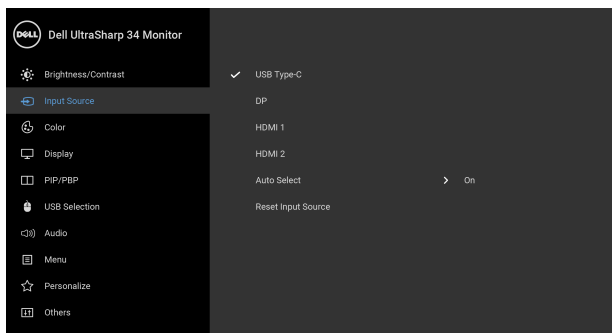 DELL Dell UltraSharp 34 Monitor
Brightness/Contrast
Input Source
Color
Display
PIP/PBP
USB Selection
Audio
Menu
Personalize
Others
USB Type-C
DP
HDMI 1
HDMI 2
Auto Select On
Reset Input Source